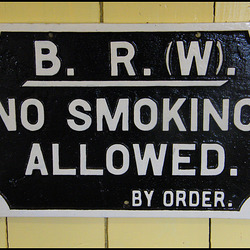 B. R. (W).
NO SMOKING
ALLOWED.
BY ORDER.